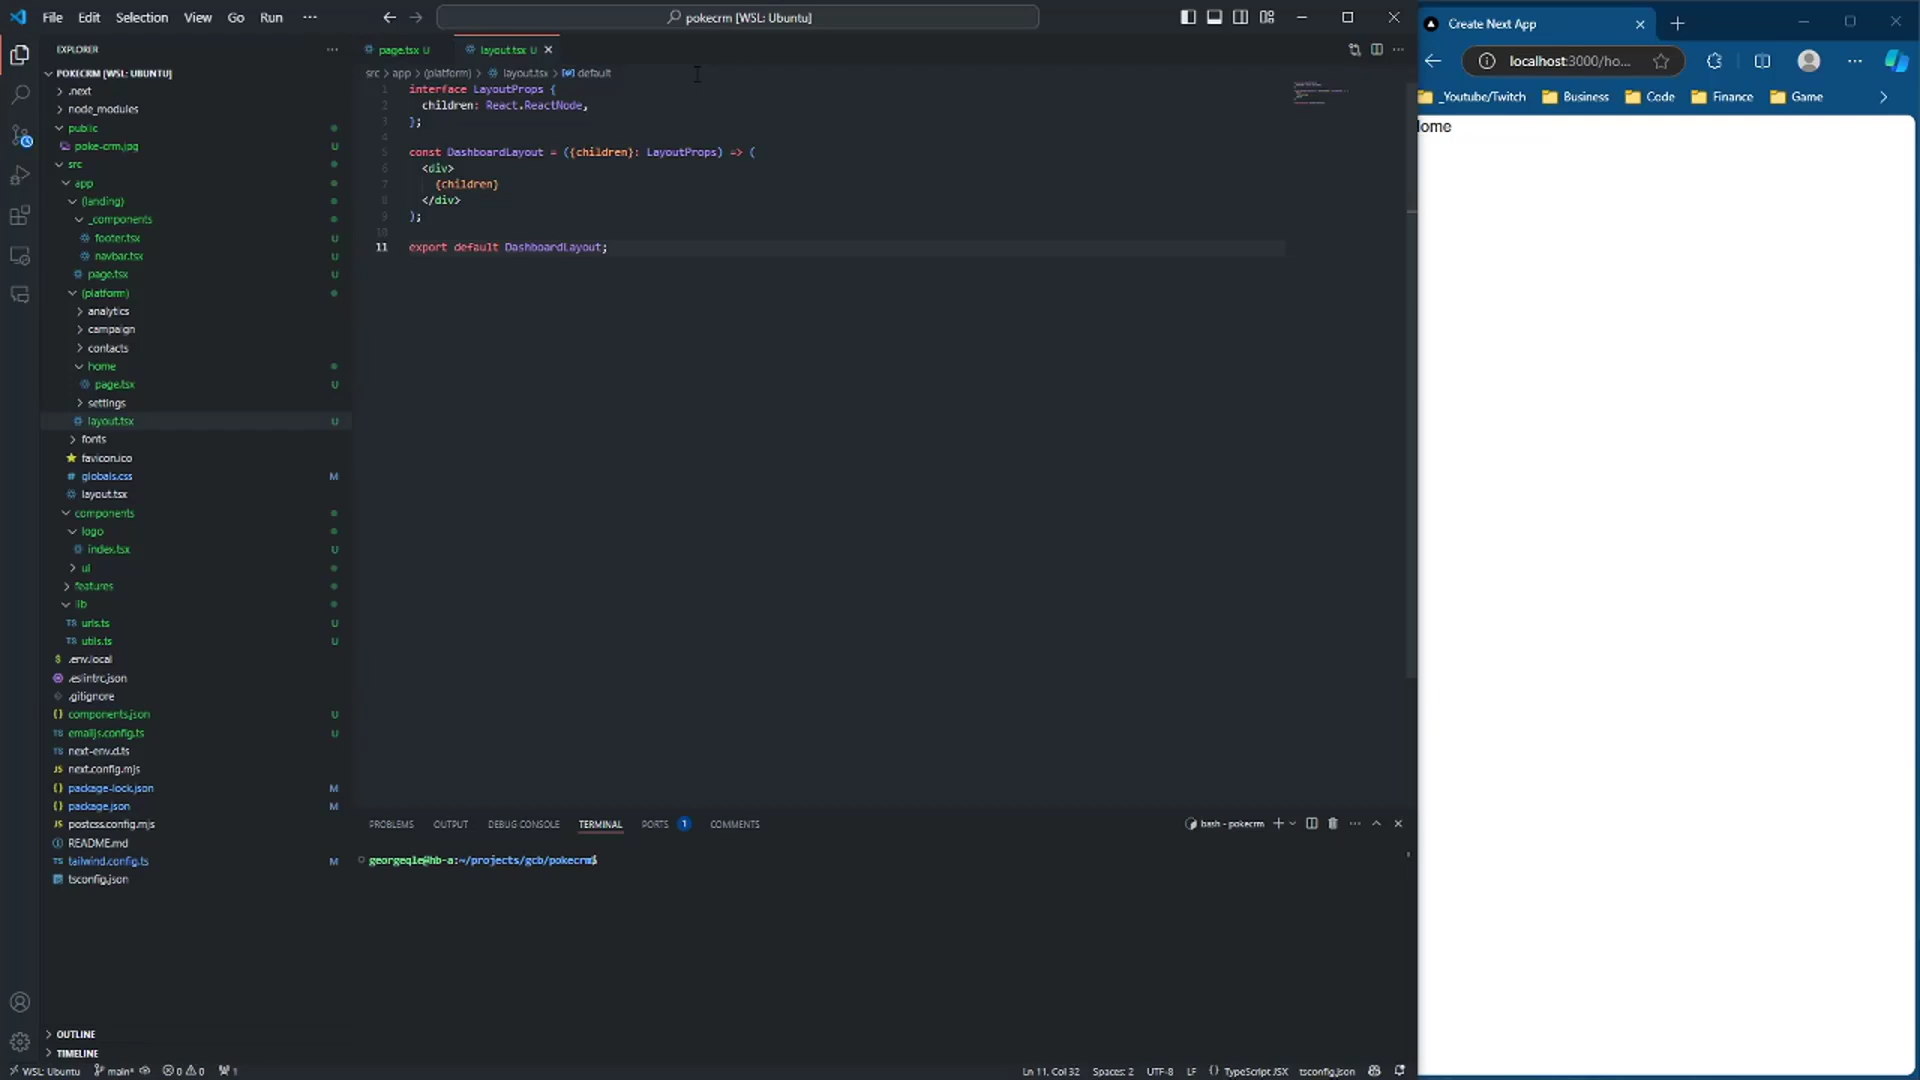 File Edit Selection View Go Run ···
pokecrm [WSL: Ubuntu]
EXPLORER ···
POKECRM [WSL: UBUNTU]
.next
node_modules
public
poke-crm.jpg U
src
app
(landing)
_components
footer.tsx U
navbar.tsx U
page.tsx U
(platform)
analytics
campaign
contacts
home
page.tsx U
settings
layout.tsx U
fonts
favicon.ico
globals.css M
layout.tsx
components
logo
index.tsx U
ui
features
lib
TS urls.ts U
TS utils.ts U
.env.local
.eslintrc.json
.gitignore
components.json U
TS emailjs.config.ts U
TS next-env.d.ts
JS next.config.mjs
package-lock.json M
package.json M
JS postcss.config.mjs
README.md
TS tailwind.config.ts M
tsconfig.json
OUTLINE
TIMELINE
page.tsx U layout.tsx U
src > app > (platform) > layout.tsx > default
1 interface LayoutProps {
2 children: React.ReactNode,
3 };
4
5 const DashboardLayout = ({children}: LayoutProps) => (
6 <div>
7 {children}
8 </div>
9 );
10
11 export default DashboardLayout;
PROBLEMS OUTPUT DEBUG CONSOLE TERMINAL PORTS 1 COMMENTS
bash - pokecrm
georgeqle@hb-a:~/projects/gcb/pokecrm$
WSL: Ubuntu main* 0 0 1
Ln 11, Col 32 Spaces: 2 UTF-8 LF {} TypeScript JSX tsconfig.json
Create Next App
localhost:3000/ho...
_Youtube/Twitch Business Code Finance Game
ome